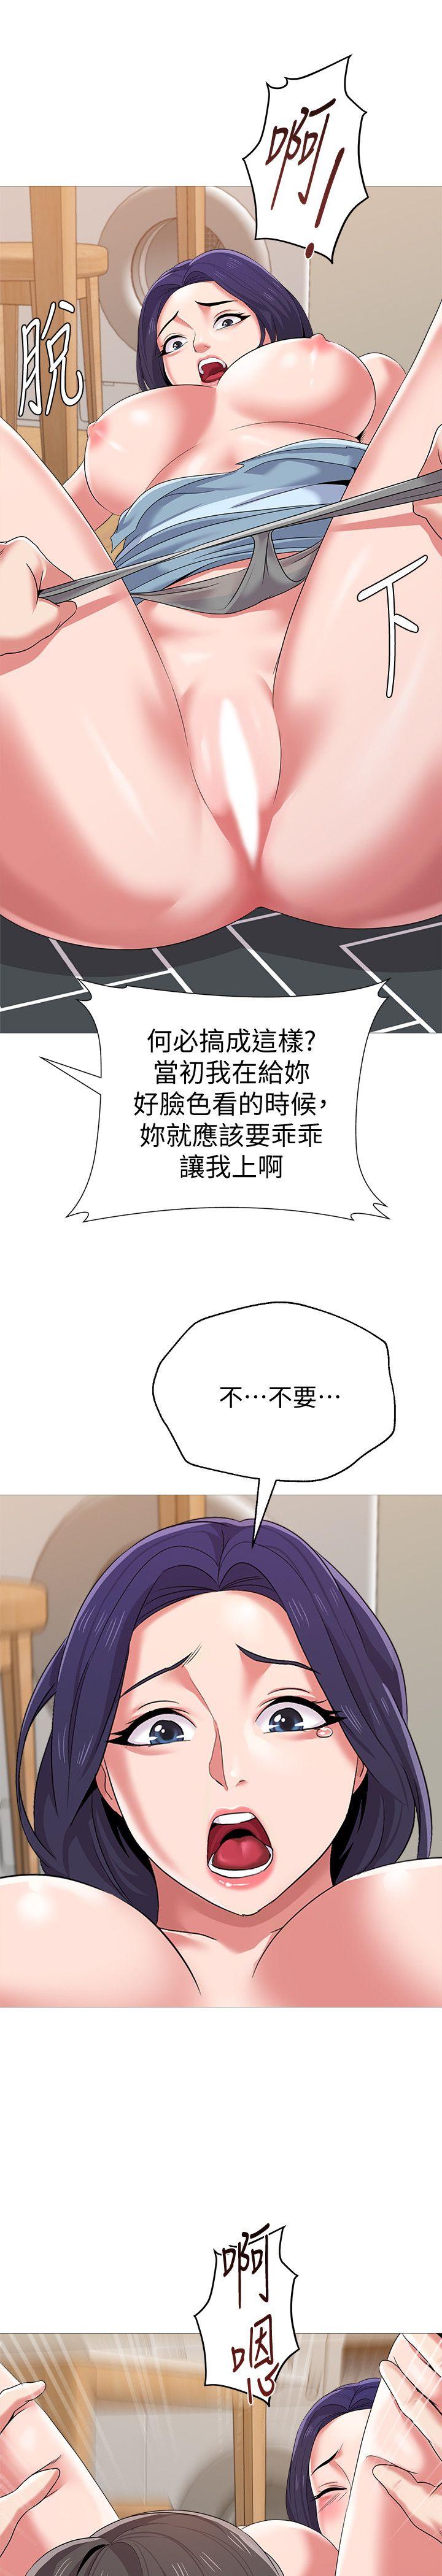 啊!
脫
下
何必搞成這樣?
當初我在給妳
好臉色看的時候,
妳就應該要乖乖
讓我上啊
不⋯不要⋯
啊
嗯